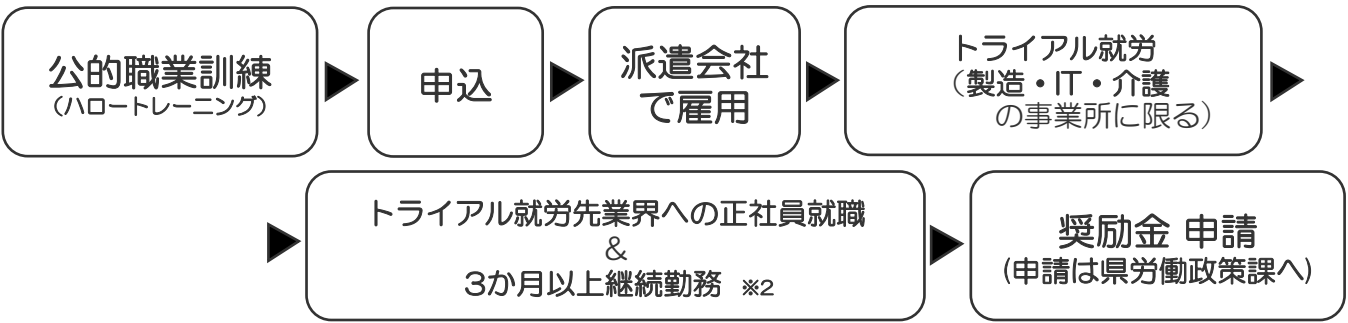 公的職業訓練
（ハロートレーニング）
申込
派遣会社
で雇用
トライアル就労
（製造・IT・介護
の事業所に限る）
トライアル就労先業界への正社員就職
＆
3か月以上継続勤務 ※2
奨励金 申請
(申請は県労働政策課へ)